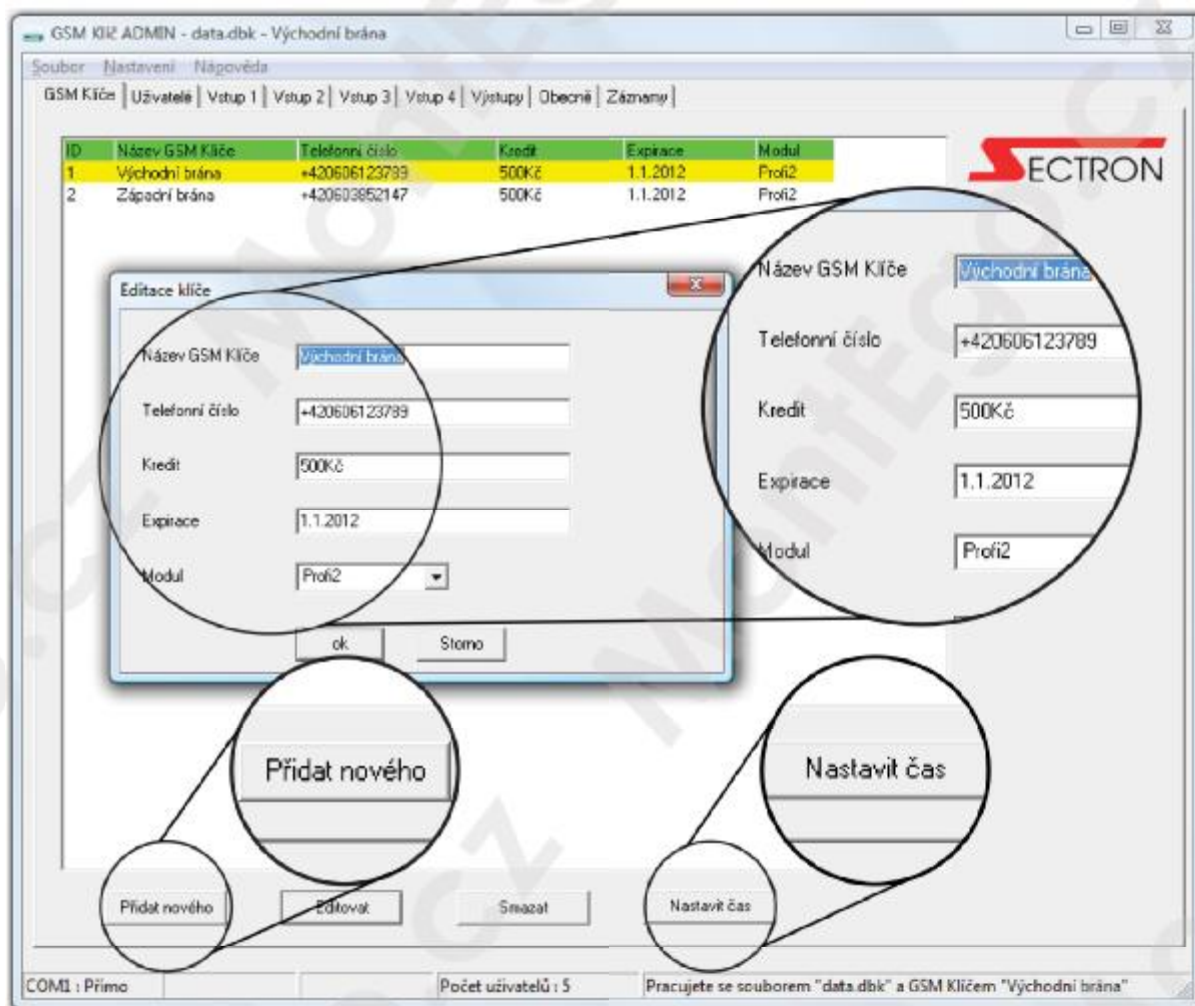 GSM Klíč ADMIN - data.dbk - Východní brána
Soubor Nastavení Nápověda
GSM Klíče Uživatelé Vstup 1 Vstup 2 Vstup 3 Vstup 4 Výstupy Obecné Záznamy
ID Název GSM Klíče Telefonní číslo Kredit Expirace Modul
1 Východní brána +420606123789 500Kč 1.1.2012 Profi2
2 Západní brána +420603852147 500Kč 1.1.2012 Profi2
SECTRON
Editace klíče
Název GSM Klíče Východní brána
Telefonní číslo +420606123789
Kredit 500Kč
Expirace 1.1.2012
Modul Profi2
ok Storno
Název GSM Klíče Východní brána
Telefonní číslo +420606123789
Kredit 500Kč
Expirace 1.1.2012
Modul Profi2
Přidat nového
Nastavit čas
Přidat nového Editovat Smazat Nastavit čas
COM1 : Přímo Počet uživatelů : 5 Pracujete se souborem "data.dbk" a GSM Klíčem "Východní brána"
MontEgo.cz